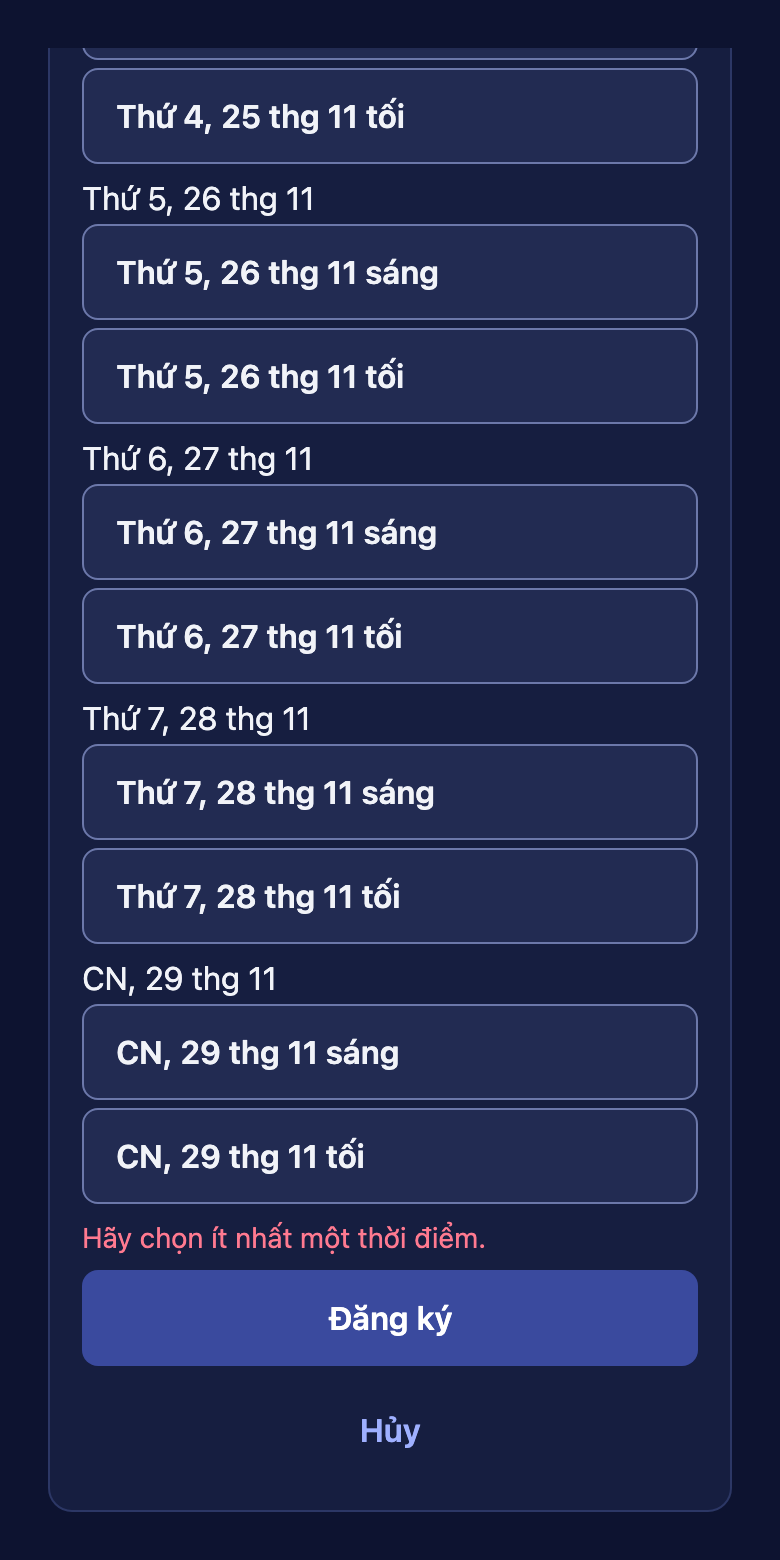 Thứ 4, 25 thg 11 tối
Thứ 5, 26 thg 11
Thứ 5, 26 thg 11 sáng
Thứ 5, 26 thg 11 tối
Thứ 6, 27 thg 11
Thứ 6, 27 thg 11 sáng
Thứ 6, 27 thg 11 tối
Thứ 7, 28 thg 11
Thứ 7, 28 thg 11 sáng
Thứ 7, 28 thg 11 tối
CN, 29 thg 11
CN, 29 thg 11 sáng
CN, 29 thg 11 tối
Hãy chọn ít nhất một thời điểm.
Đăng ký
Hủy